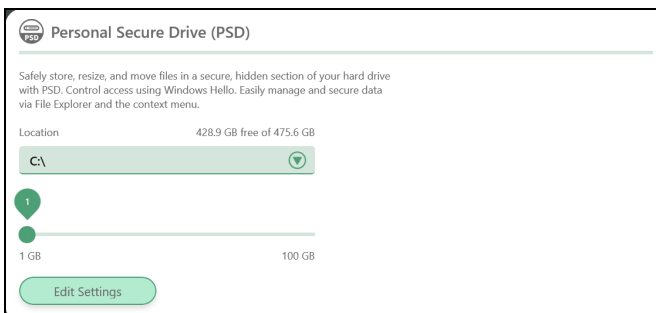 PSD
Personal Secure Drive (PSD)
Safely store, resize, and move files in a secure, hidden section of your hard drive
with PSD. Control access using Windows Hello. Easily manage and secure data
via File Explorer and the context menu.
Location 428.9 GB free of 475.6 GB
C:\
1
1 GB 100 GB
Edit Settings